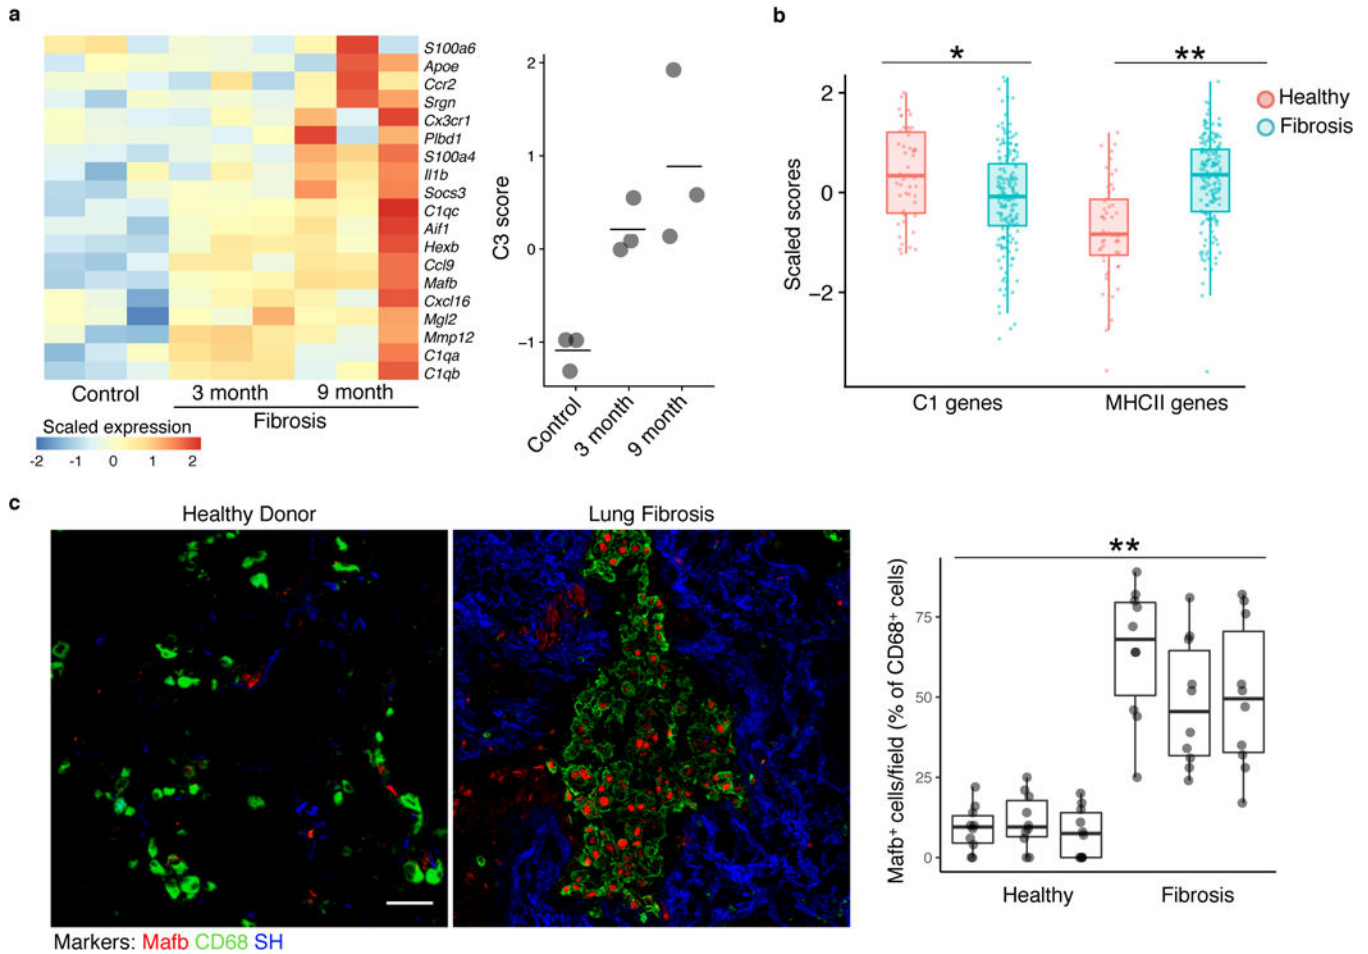 a
S100a6
Apoe
Ccr2
Srgn
Cx3cr1
Plbd1
S100a4
Il1b
Socs3
C1qc
Aif1
Hexb
Ccl9
Mafb
Cxcl16
Mgl2
Mmp12
C1qa
C1qb
Control 3 month 9 month
Fibrosis
Scaled expression
-2 -1 0 1 2
C3 score
2
1
0
−1
Control
3 month
9 month
b
* **
Scaled scores
2
0
−2
C1 genes MHCII genes
Healthy
Fibrosis
c
Healthy Donor Lung Fibrosis
Markers: Mafb CD68 SH
**
Mafb⁺ cells/field (% of CD68⁺ cells)
75
50
25
0
Healthy Fibrosis